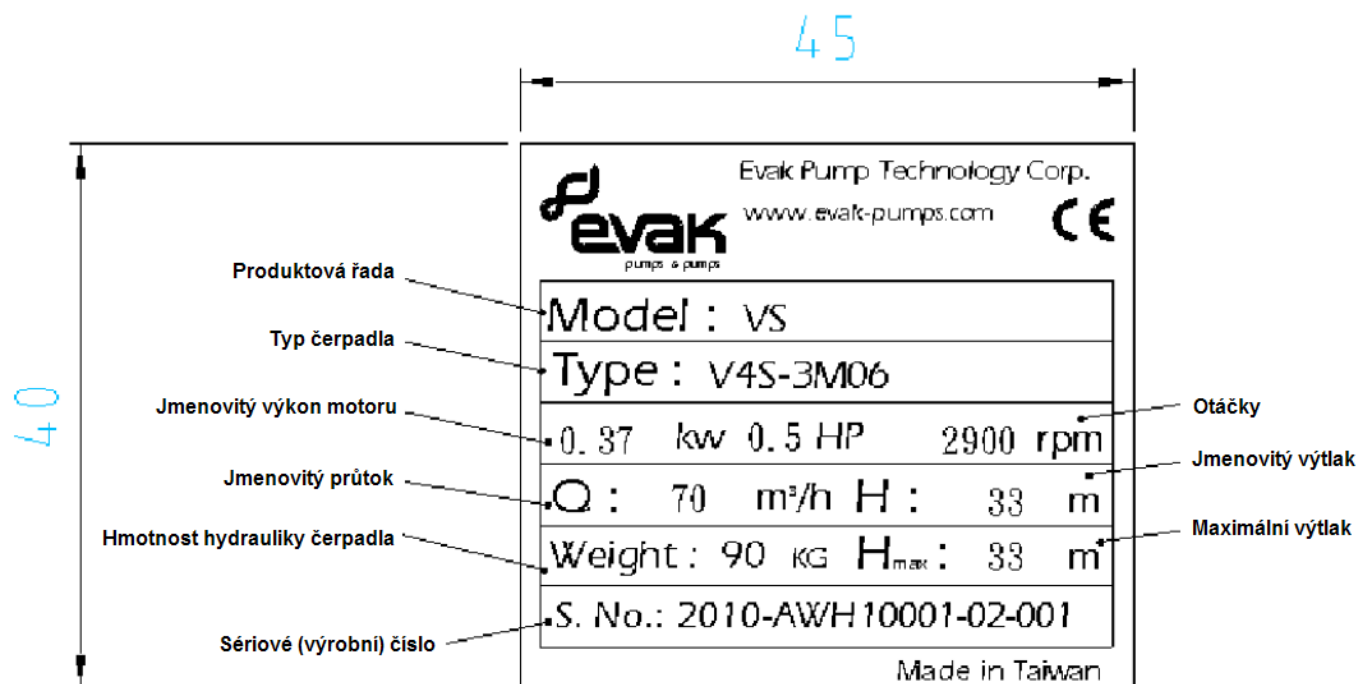 45
40
Evak Pump Technology Corp.
www.evak-pumps.com
CE
evak
pumps & pumps
Produktová řada
Model : VS
Typ čerpadla
Type : V4S-3M06
Jmenovitý výkon motoru
0.37 kw 0.5 HP 2900 rpm
Otáčky
Jmenovitý průtok
Q : 70 m³/h H : 33 m
Jmenovitý výtlak
Hmotnost hydrauliky čerpadla
Weight : 90 KG Hmax : 33 m
Maximální výtlak
Sériové (výrobní) číslo
S. No.: 2010-AWH10001-02-001
Made in Taiwan